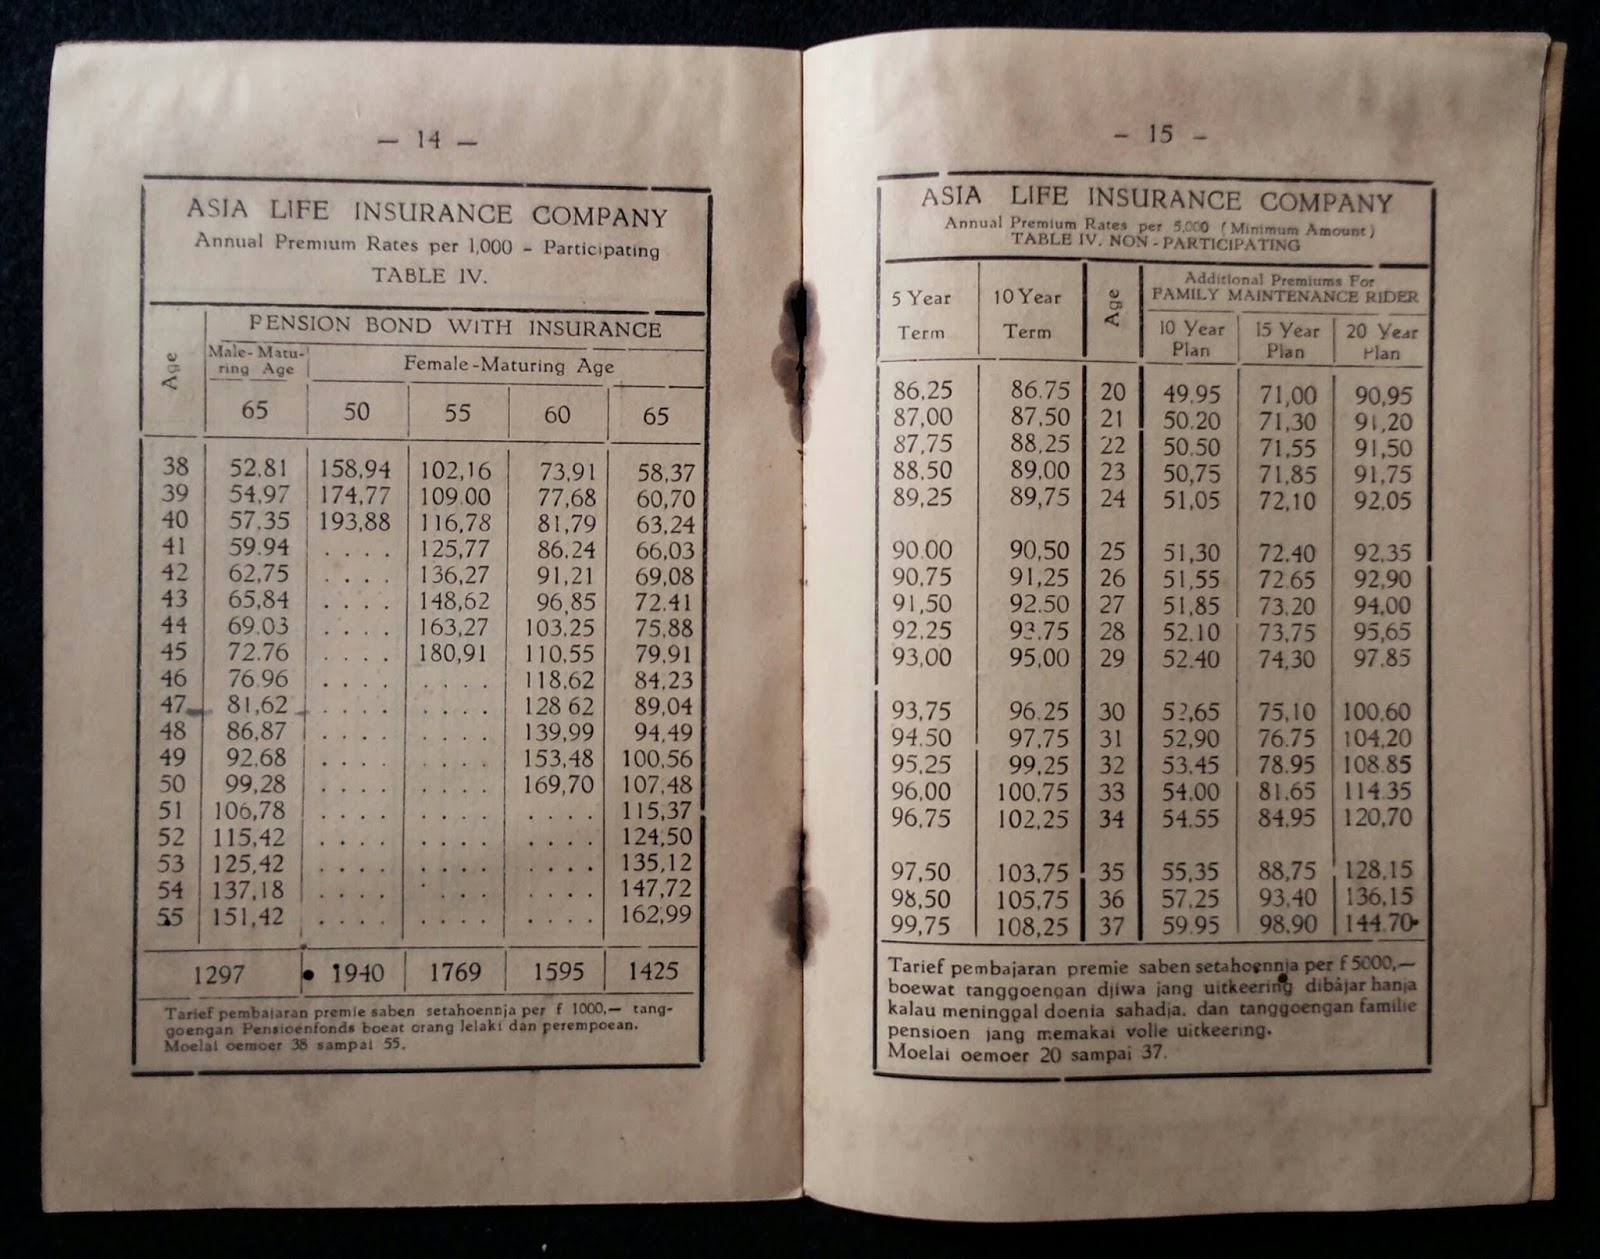 — 14 —
ASIA LIFE INSURANCE COMPANY
Annual Premium Rates per 1,000 - Participating
TABLE IV.
PENSION BOND WITH INSURANCE
Age
Male-Matu-
ring Age
Female-Maturing Age
65 50 55 60 65
38 52.81 158,94 102,16 73,91 58,37
39 54,97 174,77 109.00 77,68 60,70
40 57.35 193,88 116,78 81,79 63,24
41 59.94 . . . . 125,77 86.24 66,03
42 62,75 . . . . 136,27 91,21 69,08
43 65,84 . . . . 148,62 96,85 72.41
44 69.03 . . . . 163,27 103,25 75,88
45 72.76 . . . . 180,91 110,55 79,91
46 76.96 . . . . . . . . 118,62 84,23
47 81,62 . . . . . . . . 128 62 89,04
48 86,87 . . . . . . . . 139,99 94,49
49 92.68 . . . . . . . . 153,48 100,56
50 99,28 . . . . . . . . 169,70 107,48
51 106,78 . . . . . . . . . . . . 115,37
52 115,42 . . . . . . . . . . . . 124,50
53 125,42 . . . . . . . . . . . . 135,12
54 137,18 . . . . . . . . . . . . 147,72
55 151,42 . . . . . . . . . . . . 162,99
1297 1940 1769 1595 1425
Tarief pembajaran premie saben setahoennja per f 1000,— tang-
goengan Pensioenfonds boeat orang lelaki dan perempoean.
Moelai oemoer 38 sampai 55.
- 15 -
ASIA LIFE INSURANCE COMPANY
Annual Premium Rates per 5,000 (Minimum Amount)
TABLE IV. NON-PARTICIPATING
5 Year
Term
10 Year
Term
Age
Additional Premiums For
FAMILY MAINTENANCE RIDER
10 Year
Plan
15 Year
Plan
20 Year
Plan
86,25 86.75 20 49.95 71,00 90,95
87,00 87,50 21 50.20 71,30 91,20
87,75 88,25 22 50.50 71,55 91,50
88,50 89,00 23 50,75 71,85 91,75
89,25 89,75 24 51,05 72,10 92,05
90.00 90,50 25 51,30 72.40 92,35
90,75 91,25 26 51,55 72.65 92,90
91,50 92.50 27 51,85 73.20 94,00
92,25 93.75 28 52.10 73,75 95,65
93,00 95,00 29 52.40 74,30 97.85
93,75 96.25 30 52,65 75,10 100,60
94.50 97,75 31 52,90 76.75 104,20
95,25 99,25 32 53.45 78.95 108.85
96,00 100.75 33 54.00 81.65 114.35
96,75 102,25 34 54.55 84,95 120,70
97,50 103,75 35 55,35 88,75 128,15
98,50 105,75 36 57.25 93,40 136,15
99,75 108,25 37 59.95 98,90 144.70
Tarief pembajaran premie saben setahoennja per f 5000,—
boewat tanggoengan djiwa jang uitkeering dibajar hanja
kalau meninggal doenia sahadja. dan tanggoengan familie
pensioen jang memakai volle uitkeering.
Moelai oemoer 20 sampai 37.